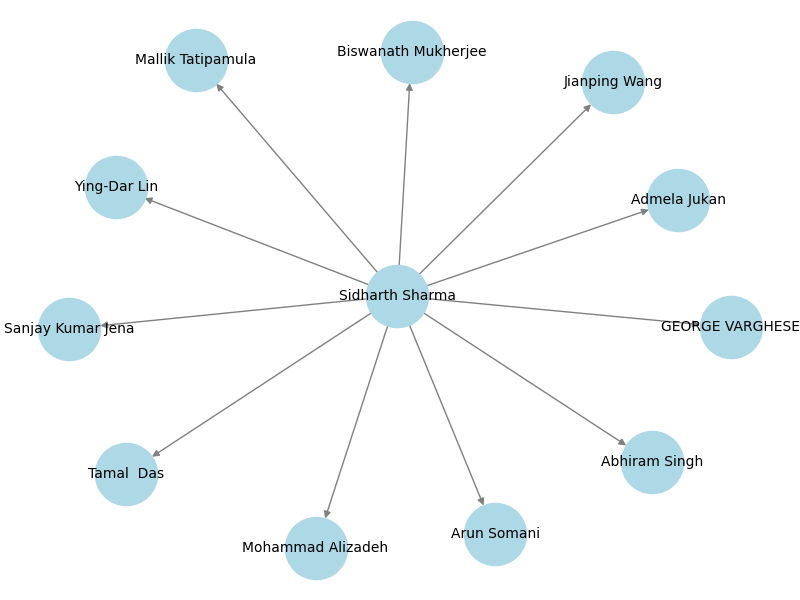 Biswanath Mukherjee
Mallik Tatipamula
Jianping Wang
Ying-Dar Lin
Admela Jukan
Sidharth Sharma
GEORGE VARGHESE
Sanjay Kumar Jena
Abhiram Singh
Tamal  Das
Arun Somani
Mohammad Alizadeh